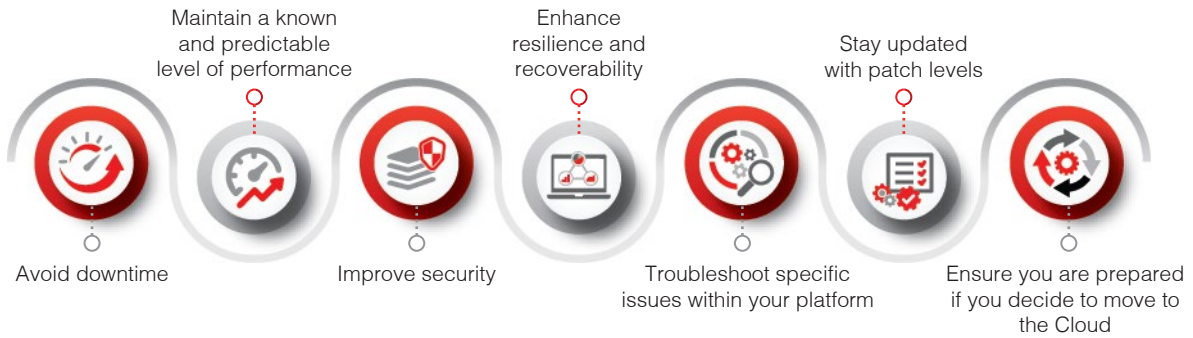 Avoid downtime
Maintain a known
and predictable
level of performance
Improve security
Enhance
resilience and
recoverability
Troubleshoot specific
issues within your platform
Stay updated
with patch levels
Ensure you are prepared
if you decide to move to
the Cloud